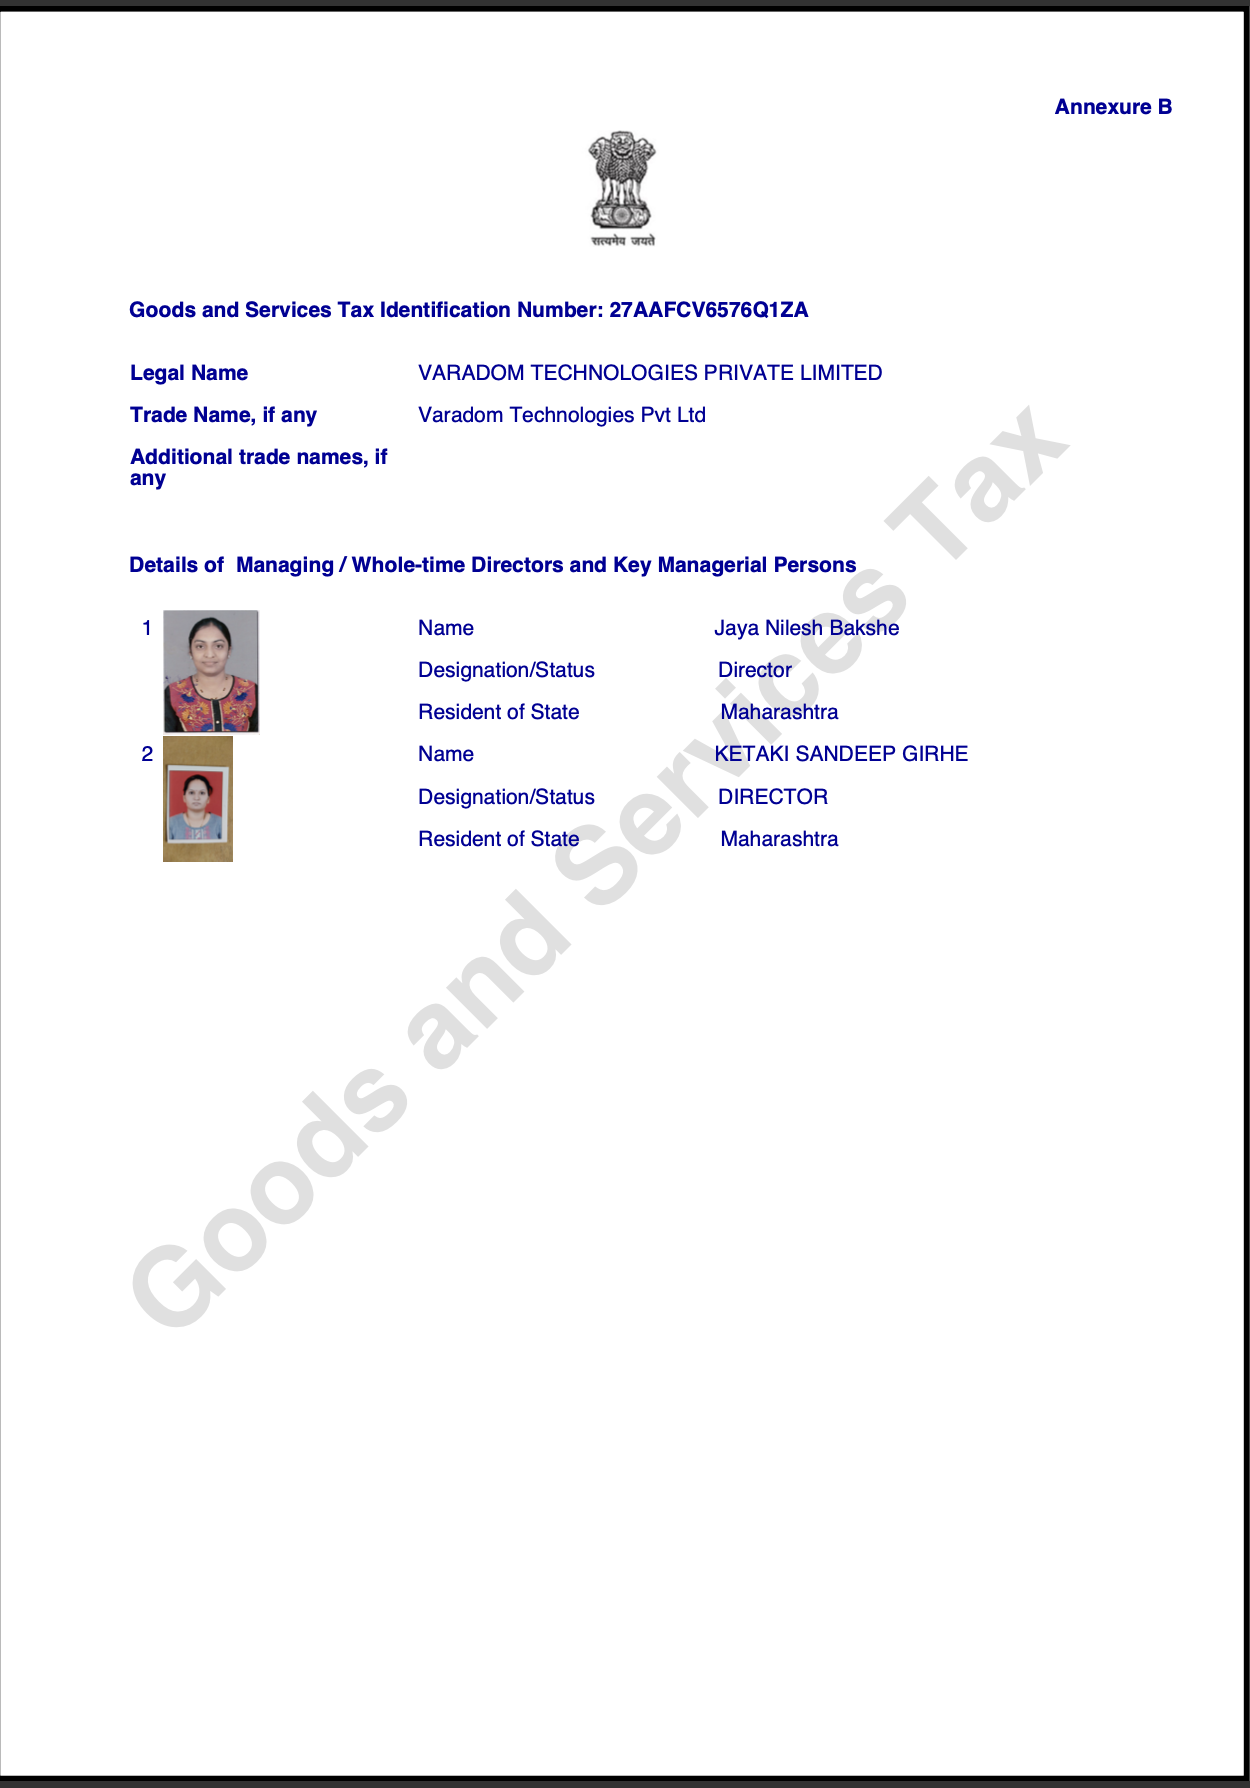 Annexure B
सत्यमेव जयते
Goods and Services Tax Identification Number: 27AAFCV6576Q1ZA
Legal Name VARADOM TECHNOLOGIES PRIVATE LIMITED
Trade Name, if any Varadom Technologies Pvt Ltd
Additional trade names, if
any
Details of Managing / Whole-time Directors and Key Managerial Persons
1 Name Jaya Nilesh Bakshe
Designation/Status Director
Resident of State Maharashtra
2 Name KETAKI SANDEEP GIRHE
Designation/Status DIRECTOR
Resident of State Maharashtra
Goods and Services Tax